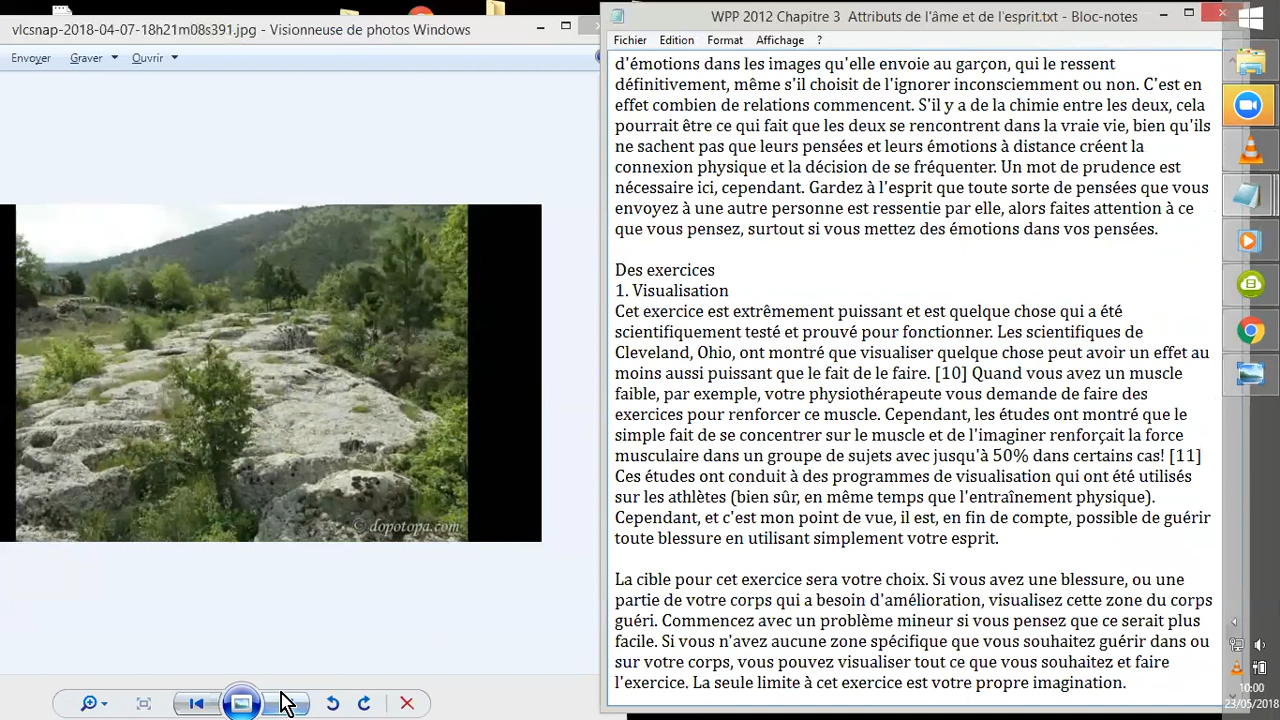 vlcsnap-2018-04-07-18h21m08s391.jpg - Visionneuse de photos Windows
Envoyer Graver Ouvrir
© dopotopa.com
WPP 2012 Chapitre 3 Attributs de l'âme et de l'esprit.txt - Bloc-notes
Fichier Edition Format Affichage ?
d'émotions dans les images qu'elle envoie au garçon, qui le ressent
définitivement, même s'il choisit de l'ignorer inconsciemment ou non. C'est en
effet combien de relations commencent. S'il y a de la chimie entre les deux, cela
pourrait être ce qui fait que les deux se rencontrent dans la vraie vie, bien qu'ils
ne sachent pas que leurs pensées et leurs émotions à distance créent la
connexion physique et la décision de se fréquenter. Un mot de prudence est
nécessaire ici, cependant. Gardez à l'esprit que toute sorte de pensées que vous
envoyez à une autre personne est ressentie par elle, alors faites attention à ce
que vous pensez, surtout si vous mettez des émotions dans vos pensées.
Des exercices
1. Visualisation
Cet exercice est extrêmement puissant et est quelque chose qui a été
scientifiquement testé et prouvé pour fonctionner. Les scientifiques de
Cleveland, Ohio, ont montré que visualiser quelque chose peut avoir un effet au
moins aussi puissant que le fait de le faire. [10] Quand vous avez un muscle
faible, par exemple, votre physiothérapeute vous demande de faire des
exercices pour renforcer ce muscle. Cependant, les études ont montré que le
simple fait de se concentrer sur le muscle et de l'imaginer renforçait la force
musculaire dans un groupe de sujets avec jusqu'à 50% dans certains cas! [11]
Ces études ont conduit à des programmes de visualisation qui ont été utilisés
sur les athlètes (bien sûr, en même temps que l'entraînement physique).
Cependant, et c'est mon point de vue, il est, en fin de compte, possible de guérir
toute blessure en utilisant simplement votre esprit.
La cible pour cet exercice sera votre choix. Si vous avez une blessure, ou une
partie de votre corps qui a besoin d'amélioration, visualisez cette zone du corps
guéri. Commencez avec un problème mineur si vous pensez que ce serait plus
facile. Si vous n'avez aucune zone spécifique que vous souhaitez guérir dans ou
sur votre corps, vous pouvez visualiser tout ce que vous souhaitez et faire
l'exercice. La seule limite à cet exercice est votre propre imagination.
10:00
23/05/2018